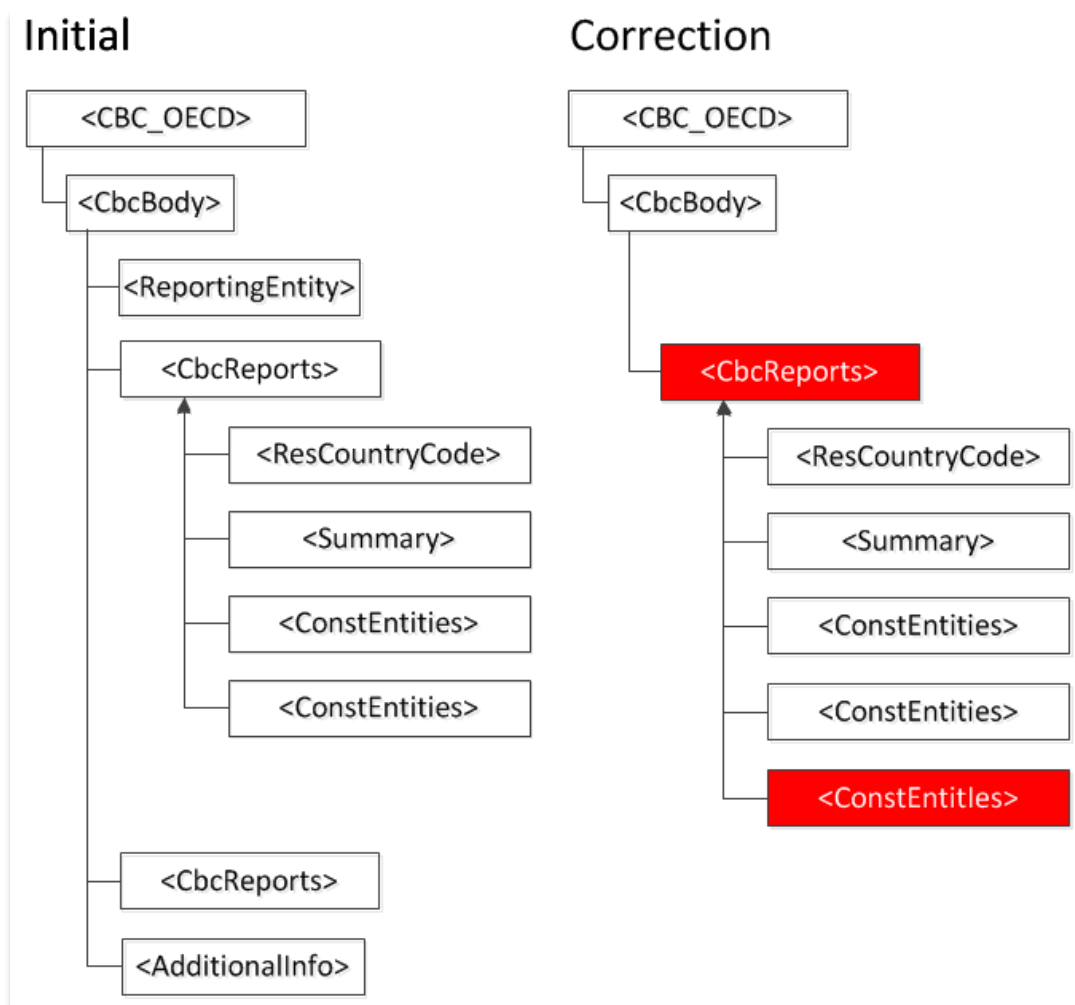 Initial
<CBC_OECD>
<CbcBody>
<ReportingEntity>
<CbcReports>
<ResCountryCode>
<Summary>
<ConstEntities>
<ConstEntities>
<CbcReports>
<AdditionalInfo>
Correction
<CBC_OECD>
<CbcBody>
<CbcReports>
<ResCountryCode>
<Summary>
<ConstEntities>
<ConstEntities>
<ConstEntitIes>